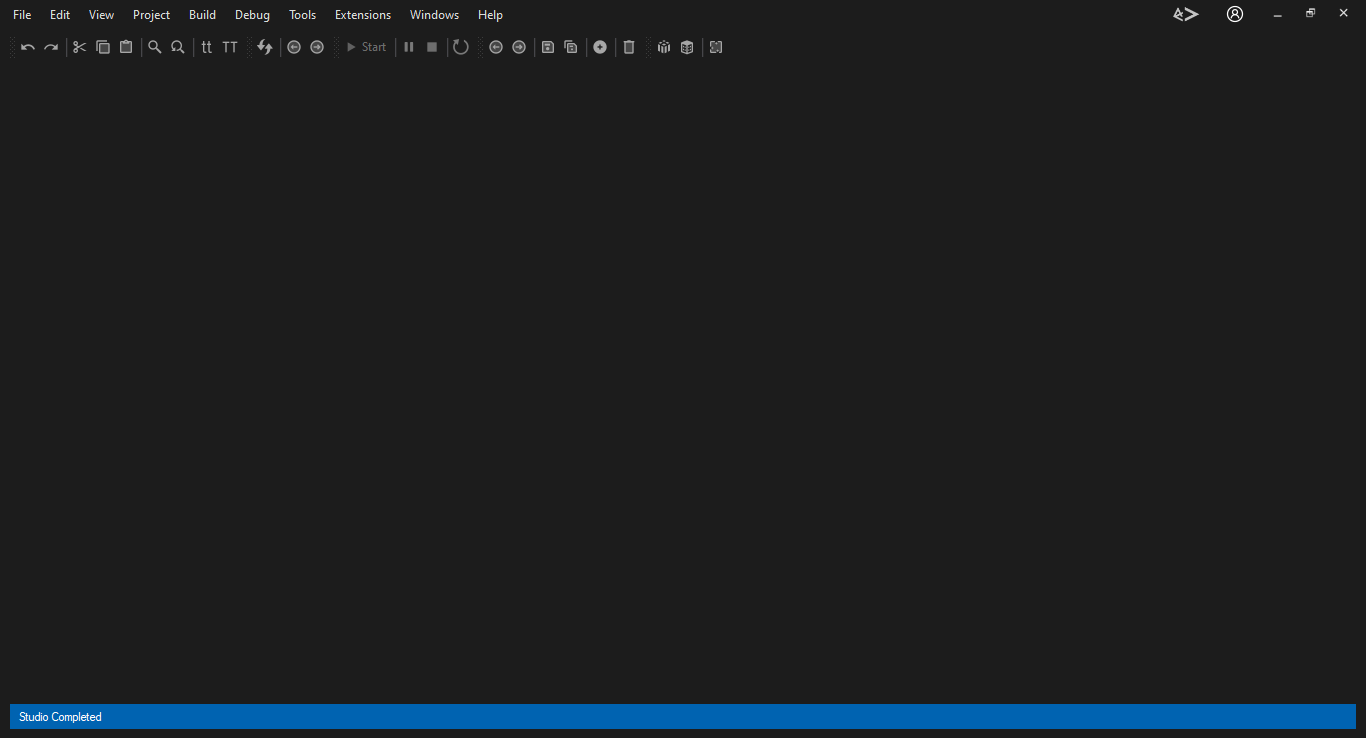 File Edit View Project Build Debug Tools Extensions Windows Help
tt TT Start
Studio Completed